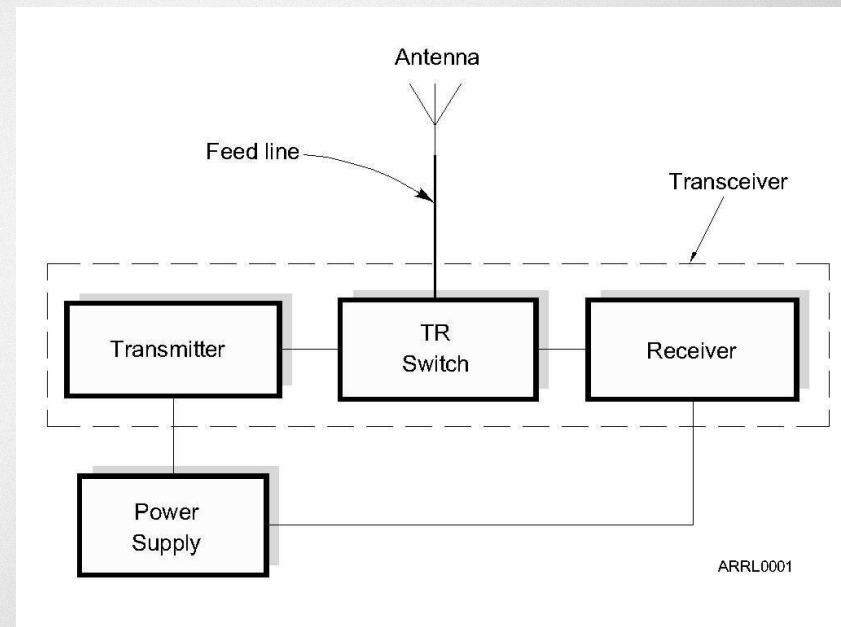 Antenna
Feed line
Transceiver
Transmitter
TR
Switch
Receiver
Power
Supply
ARRL0001